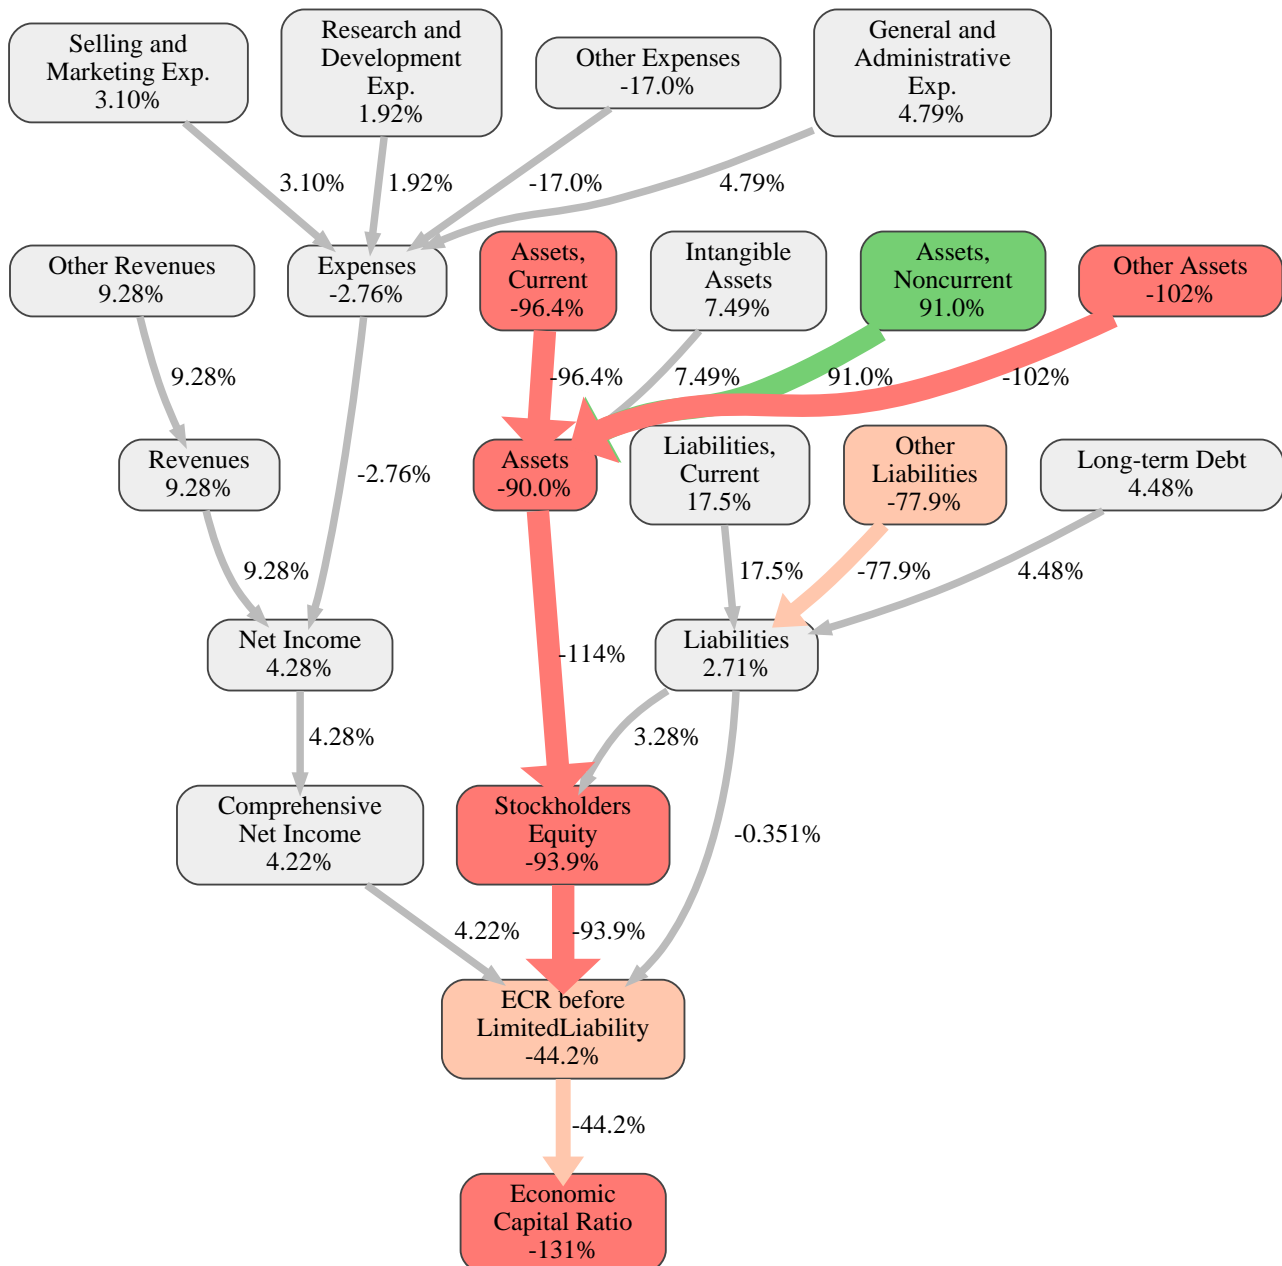 Selling and
Marketing Exp.
3.10%
Research and
Development
Exp.
1.92%
Other Expenses
-17.0%
General and
Administrative
Exp.
4.79%
3.10%
1.92%
-17.0%
4.79%
Other Revenues
9.28%
Expenses
-2.76%
Assets,
Current
-96.4%
Intangible
Assets
7.49%
Assets,
Noncurrent
91.0%
Other Assets
-102%
9.28%
-96.4%
7.49%
91.0%
-102%
Revenues
9.28%
-2.76%
Assets
-90.0%
Liabilities,
Current
17.5%
Other
Liabilities
-77.9%
Long-term Debt
4.48%
9.28%
17.5%
-77.9%
4.48%
Net Income
4.28%
-114%
Liabilities
2.71%
4.28%
3.28%
Comprehensive
Net Income
4.22%
Stockholders
Equity
-93.9%
-0.351%
4.22%
-93.9%
ECR before
LimitedLiability
-44.2%
-44.2%
Economic
Capital Ratio
-131%